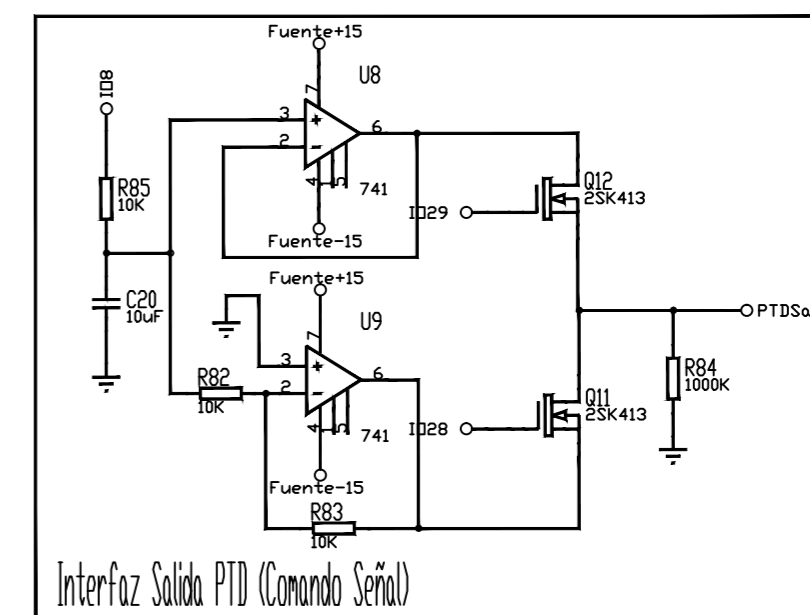 Fuente+15
IO8
U8
7
3
2
6
4
1
5
741
R85
10K
Q12
2SK413
IO29
Fuente-15
Fuente+15
C20
10uF
U9
7
PTDSa
3
2
6
R82
10K
R84
1000K
Q11
2SK413
4
1
5
741
IO28
Fuente-15
R83
10K
Interfaz Salida PTD (Comando Señal)